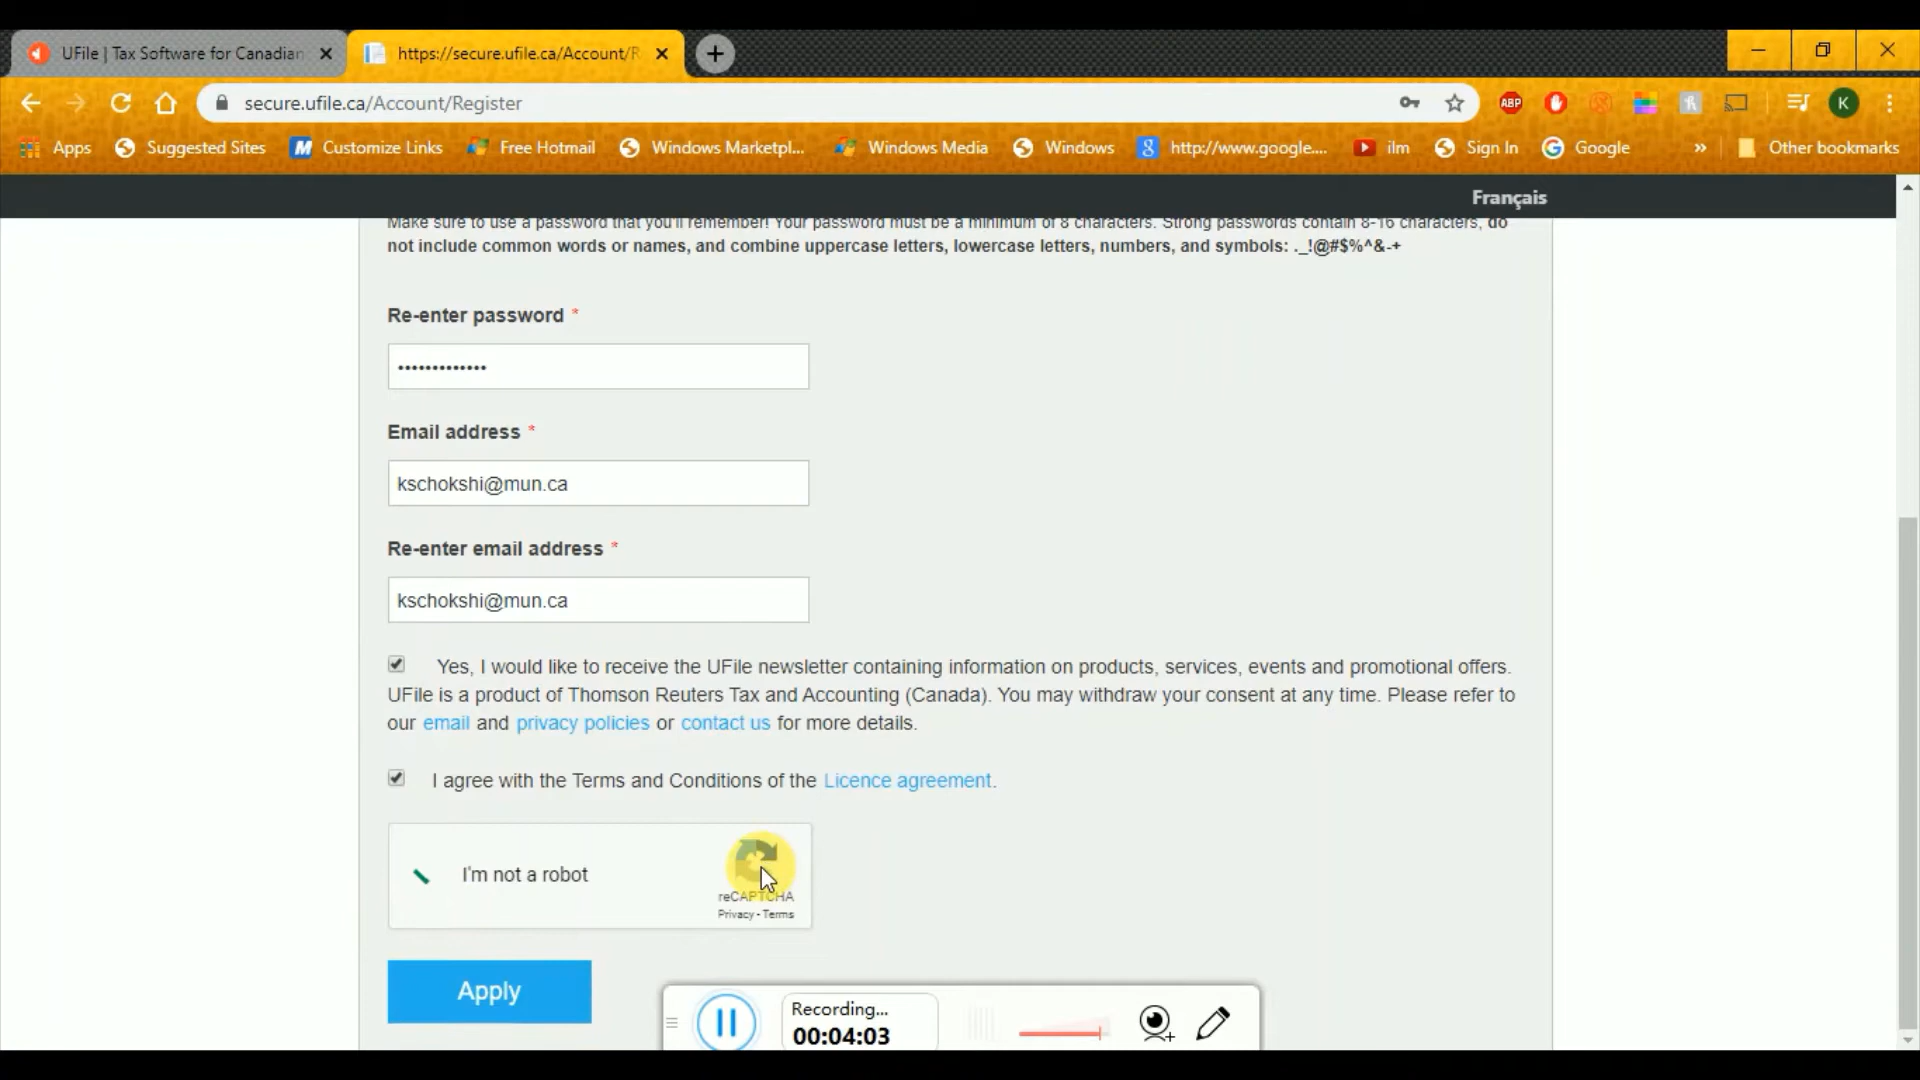 UFile | Tax Software for Canadian
https://secure.ufile.ca/Account/R
secure.ufile.ca/Account/Register
ABP
K
Apps
Suggested Sites
Customize Links
Free Hotmail
Windows Marketpl...
Windows Media
Windows
http://www.google....
ilm
Sign In
Google
»
Other bookmarks
Français
Make sure to use a password that you'll remember! Your password must be a minimum of 8 characters. Strong passwords contain 8-16 characters, do
not include common words or names, and combine uppercase letters, lowercase letters, numbers, and symbols: ._!@#$%^&-+
Re-enter password *
•••••••••••••
Email address *
kschokshi@mun.ca
Re-enter email address *
kschokshi@mun.ca
Yes, I would like to receive the UFile newsletter containing information on products, services, events and promotional offers.
UFile is a product of Thomson Reuters Tax and Accounting (Canada). You may withdraw your consent at any time. Please refer to
our email and privacy policies or contact us for more details.
I agree with the Terms and Conditions of the Licence agreement.
I'm not a robot
reCAPTCHA
Privacy - Terms
Apply
Recording...
00:04:03